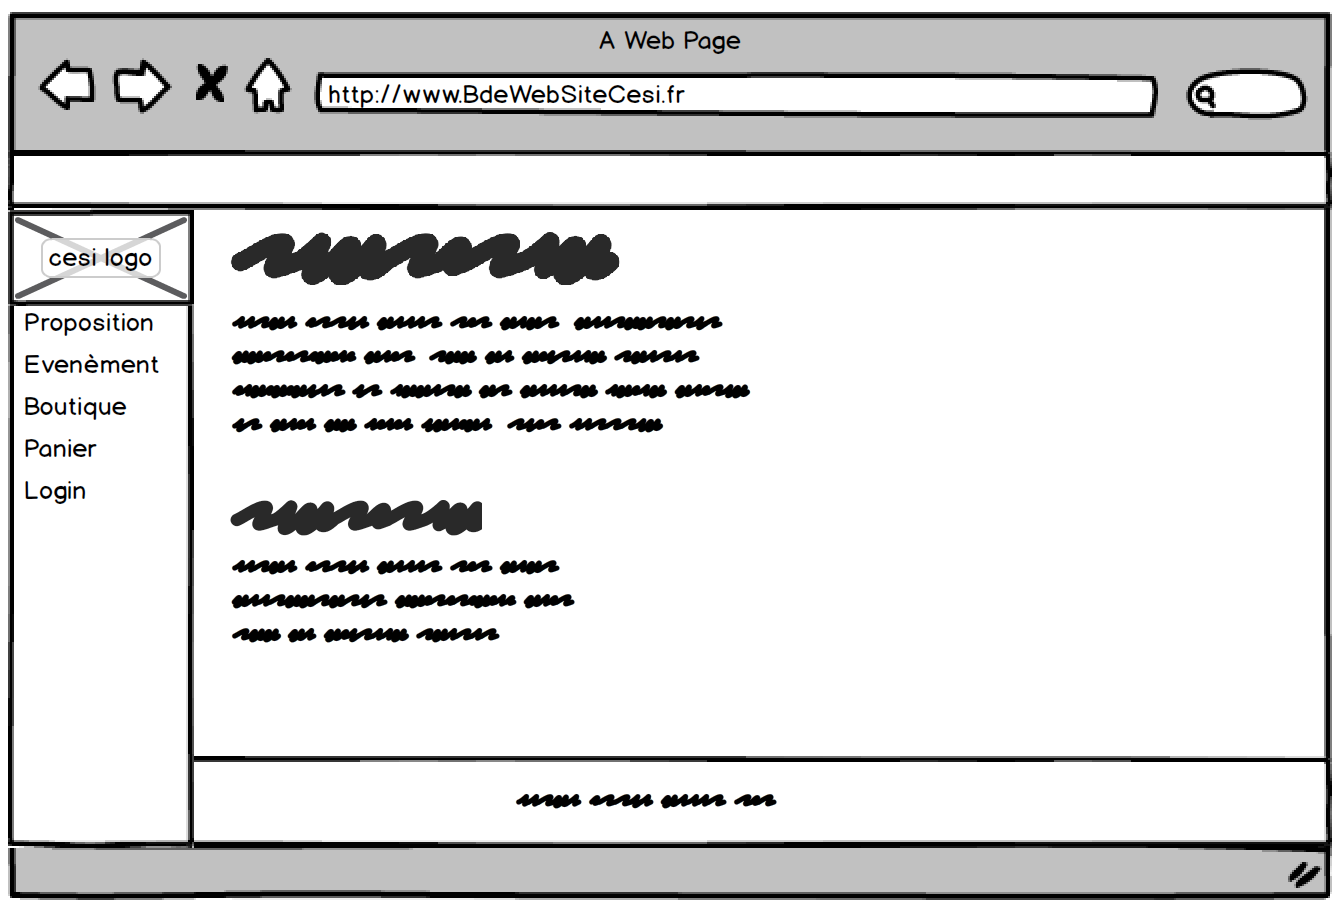 A Web Page
http://www.BdeWebSiteCesi.fr
cesi logo
Proposition
Evenèment
Boutique
Panier
Login